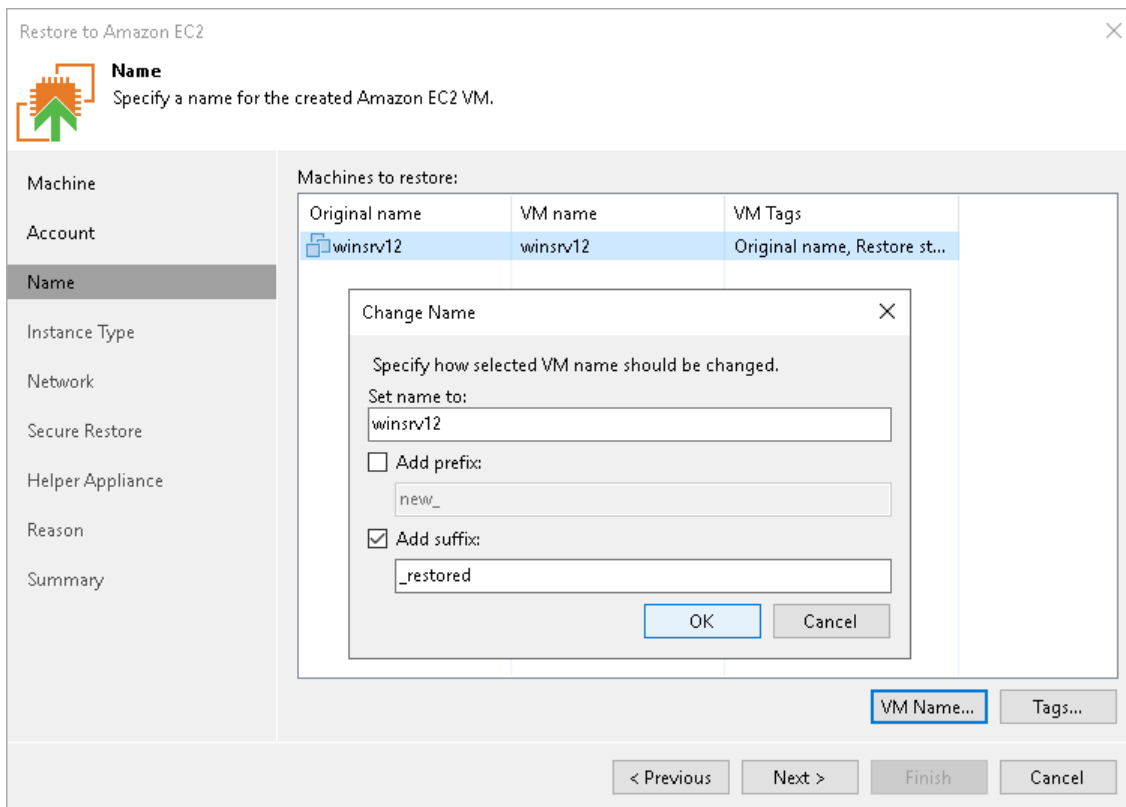 Restore to Amazon EC2
Name
Specify a name for the created Amazon EC2 VM.
Machine
Account
Name
Instance Type
Network
Secure Restore
Helper Appliance
Reason
Summary
Machines to restore:
Original name VM name VM Tags
winsrv12 winsrv12 Original name, Restore st...
Change Name
Specify how selected VM name should be changed.
Set name to:
winsrv12
Add prefix:
new_
Add suffix:
_restored
OK Cancel
VM Name... Tags...
< Previous Next > Finish Cancel